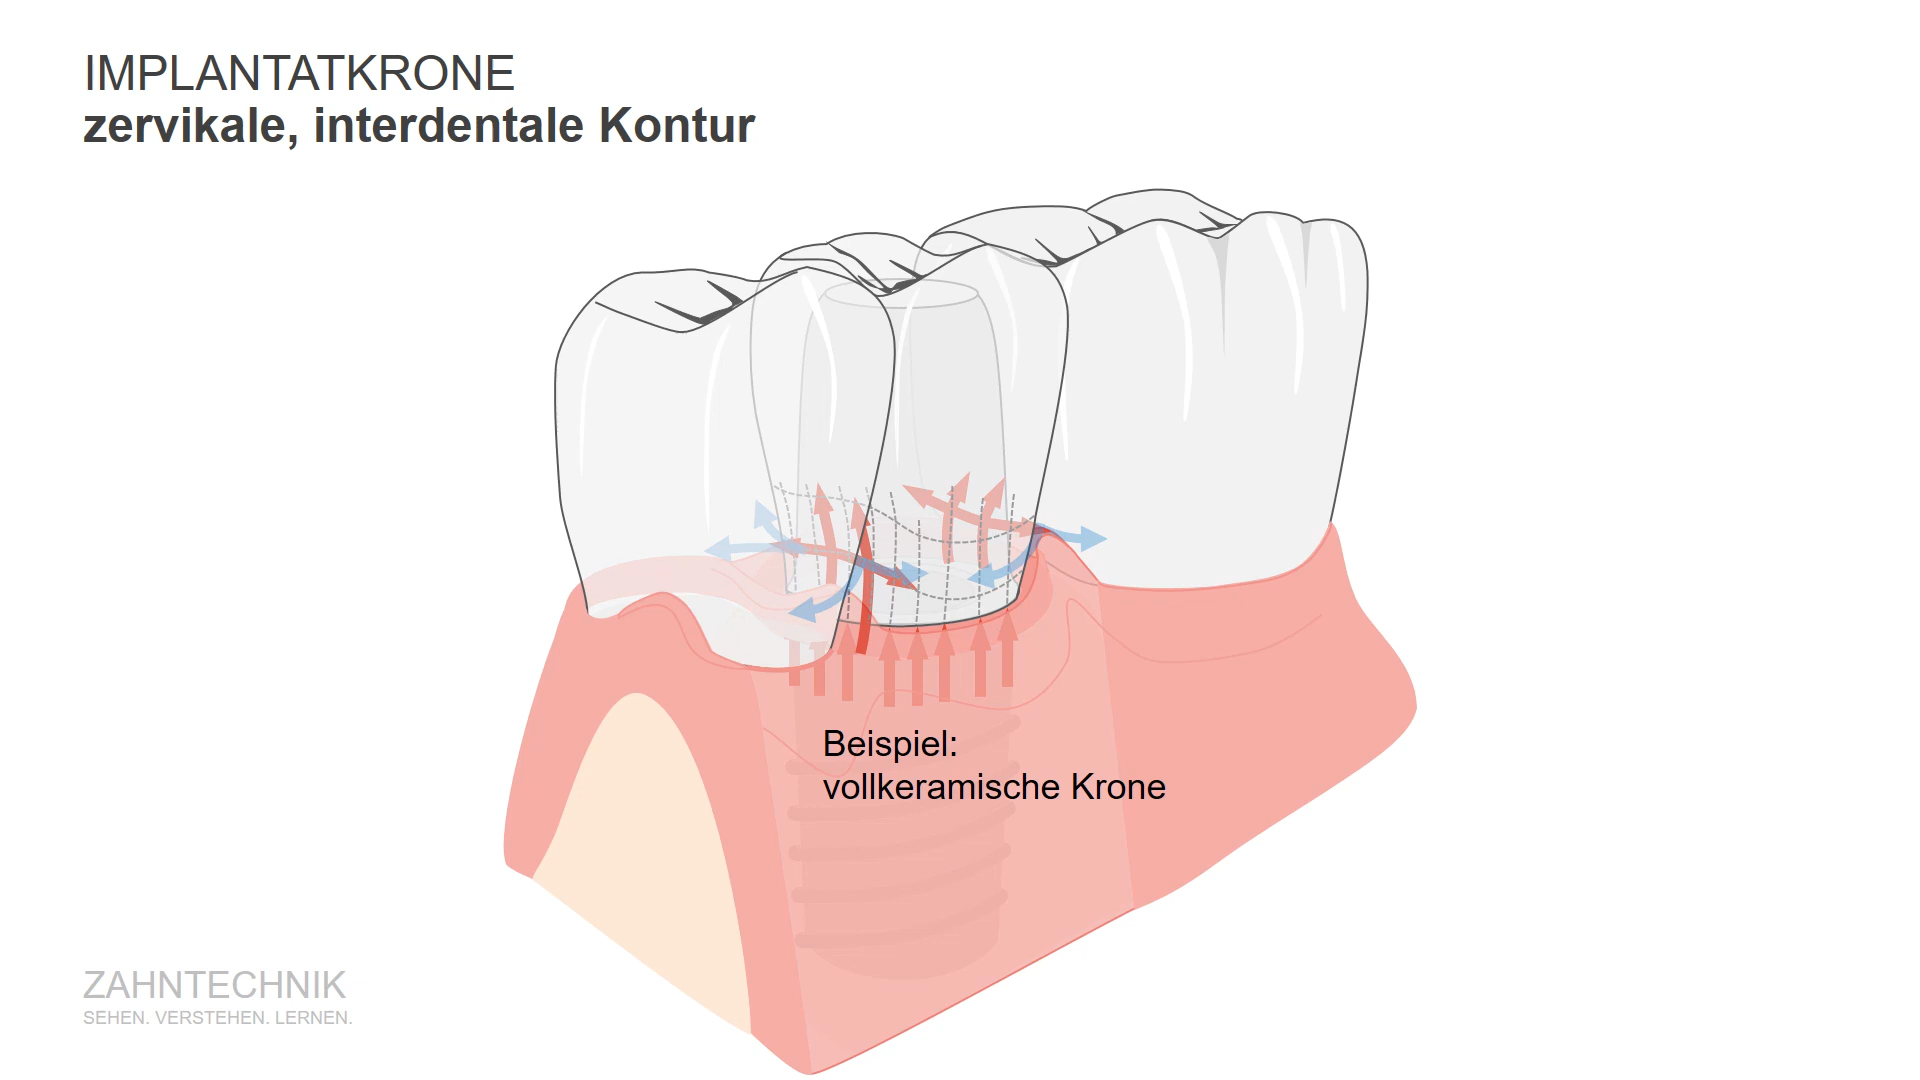 IMPLANTATKRONE
zervikale, interdentale Kontur
Beispiel:
vollkeramische Krone
ZAHNTECHNIK
SEHEN. VERSTEHEN. LERNEN.